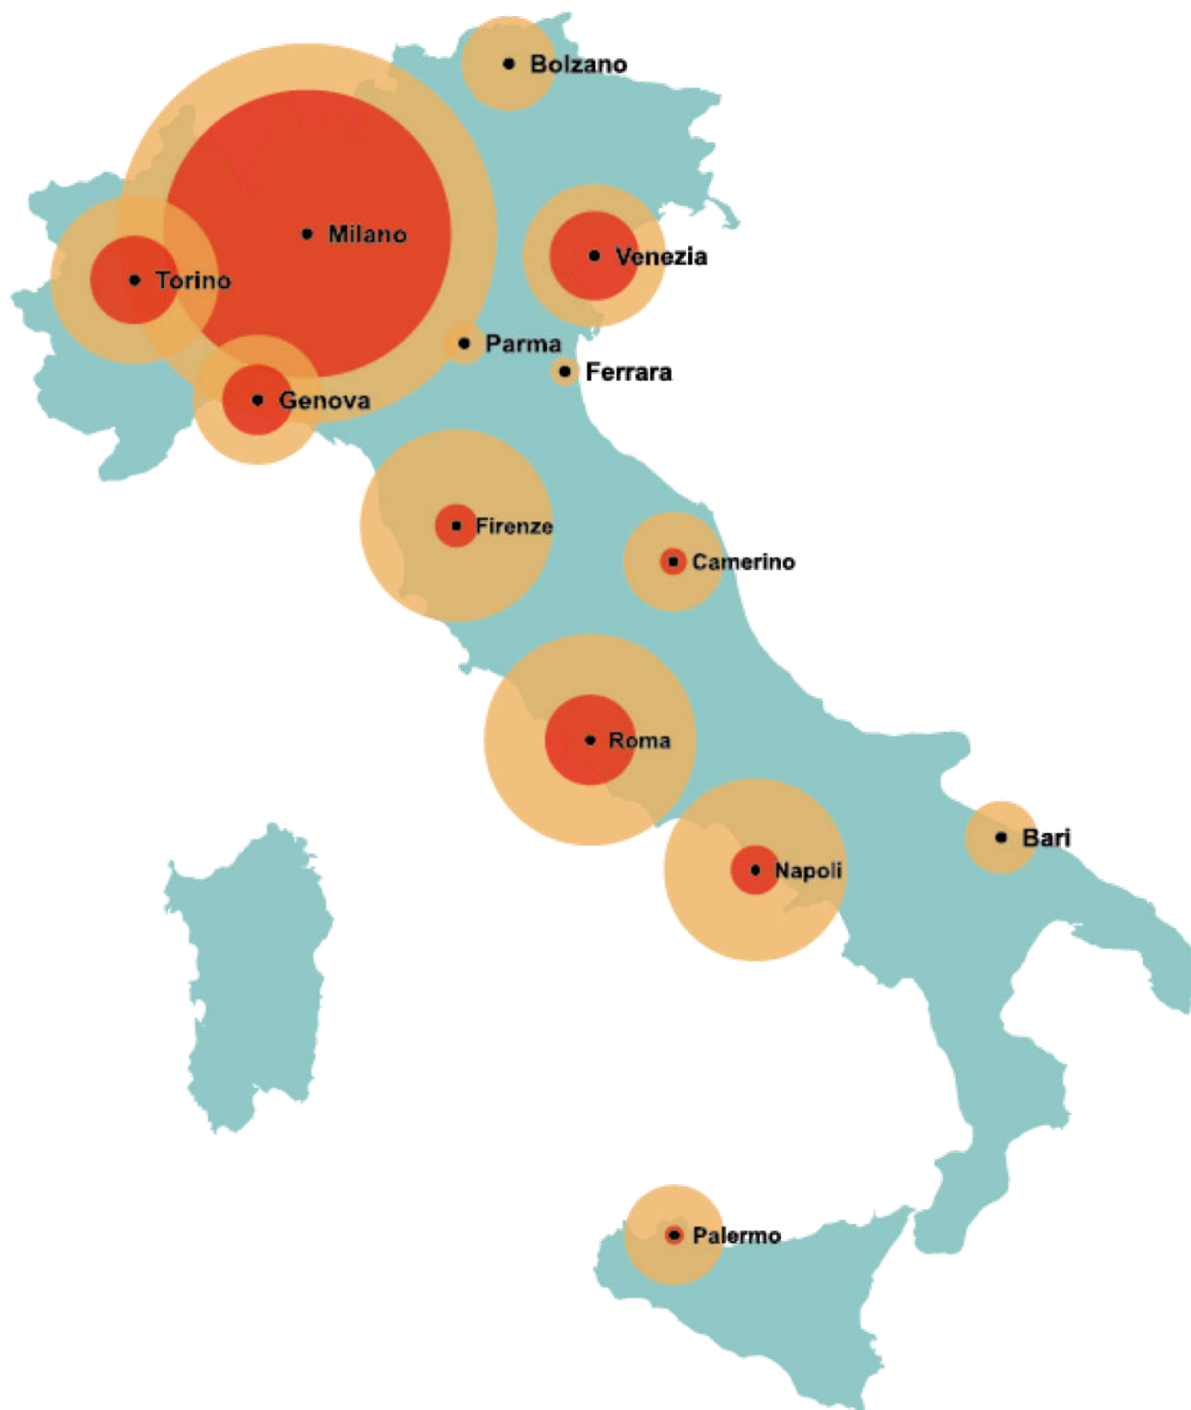 Bolzano
Milano
Venezia
Torino
Parma
Ferrara
Genova
Firenze
Camerino
Roma
Bari
Napoli
Palermo